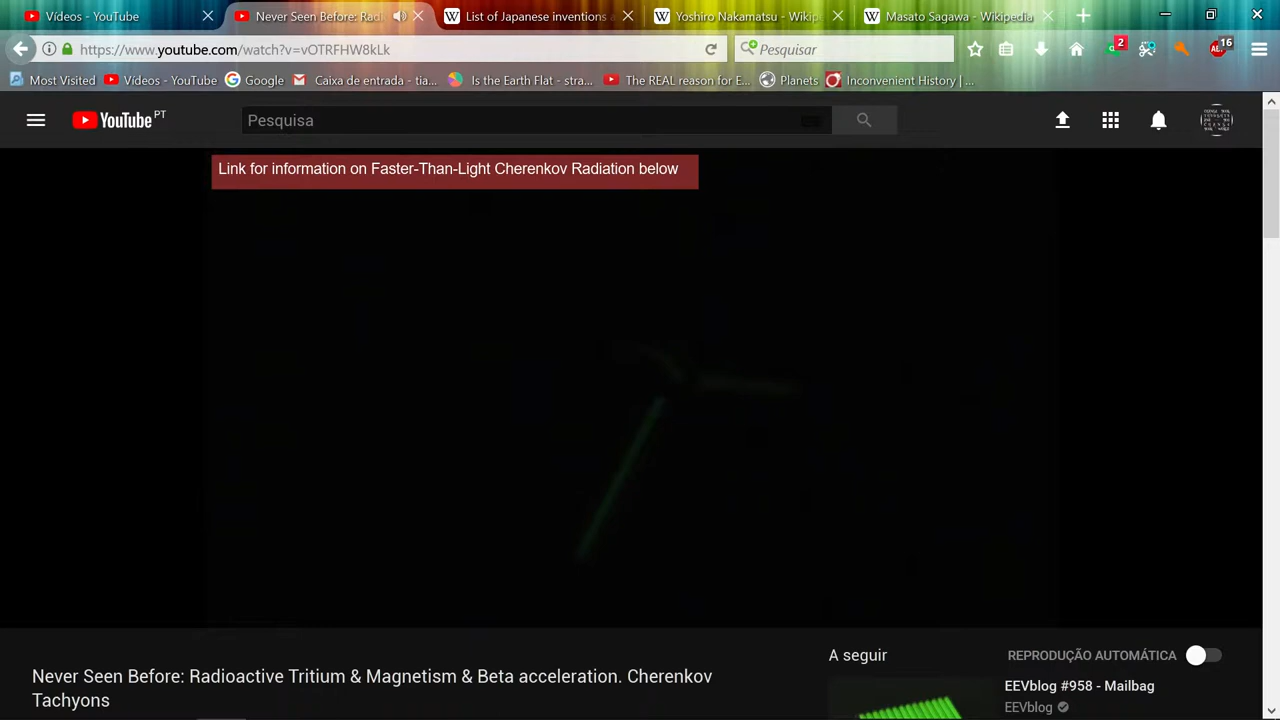 Vídeos - YouTube
Never Seen Before: Radi
List of Japanese inventions a
Yoshiro Nakamatsu - Wikipe
Masato Sagawa - Wikipedia
https://www.youtube.com/watch?v=vOTRFHW8kLk
Pesquisar
2
16
Most Visited
Vídeos - YouTube
Google
Caixa de entrada - tia...
Is the Earth Flat - stra...
The REAL reason for E...
Planets
Inconvenient History | ...
YouTube PT
Pesquisa
Link for information on Faster-Than-Light Cherenkov Radiation below
Never Seen Before: Radioactive Tritium & Magnetism & Beta acceleration. Cherenkov
Tachyons
A seguir
REPRODUÇÃO AUTOMÁTICA
EEVblog #958 - Mailbag
EEVblog